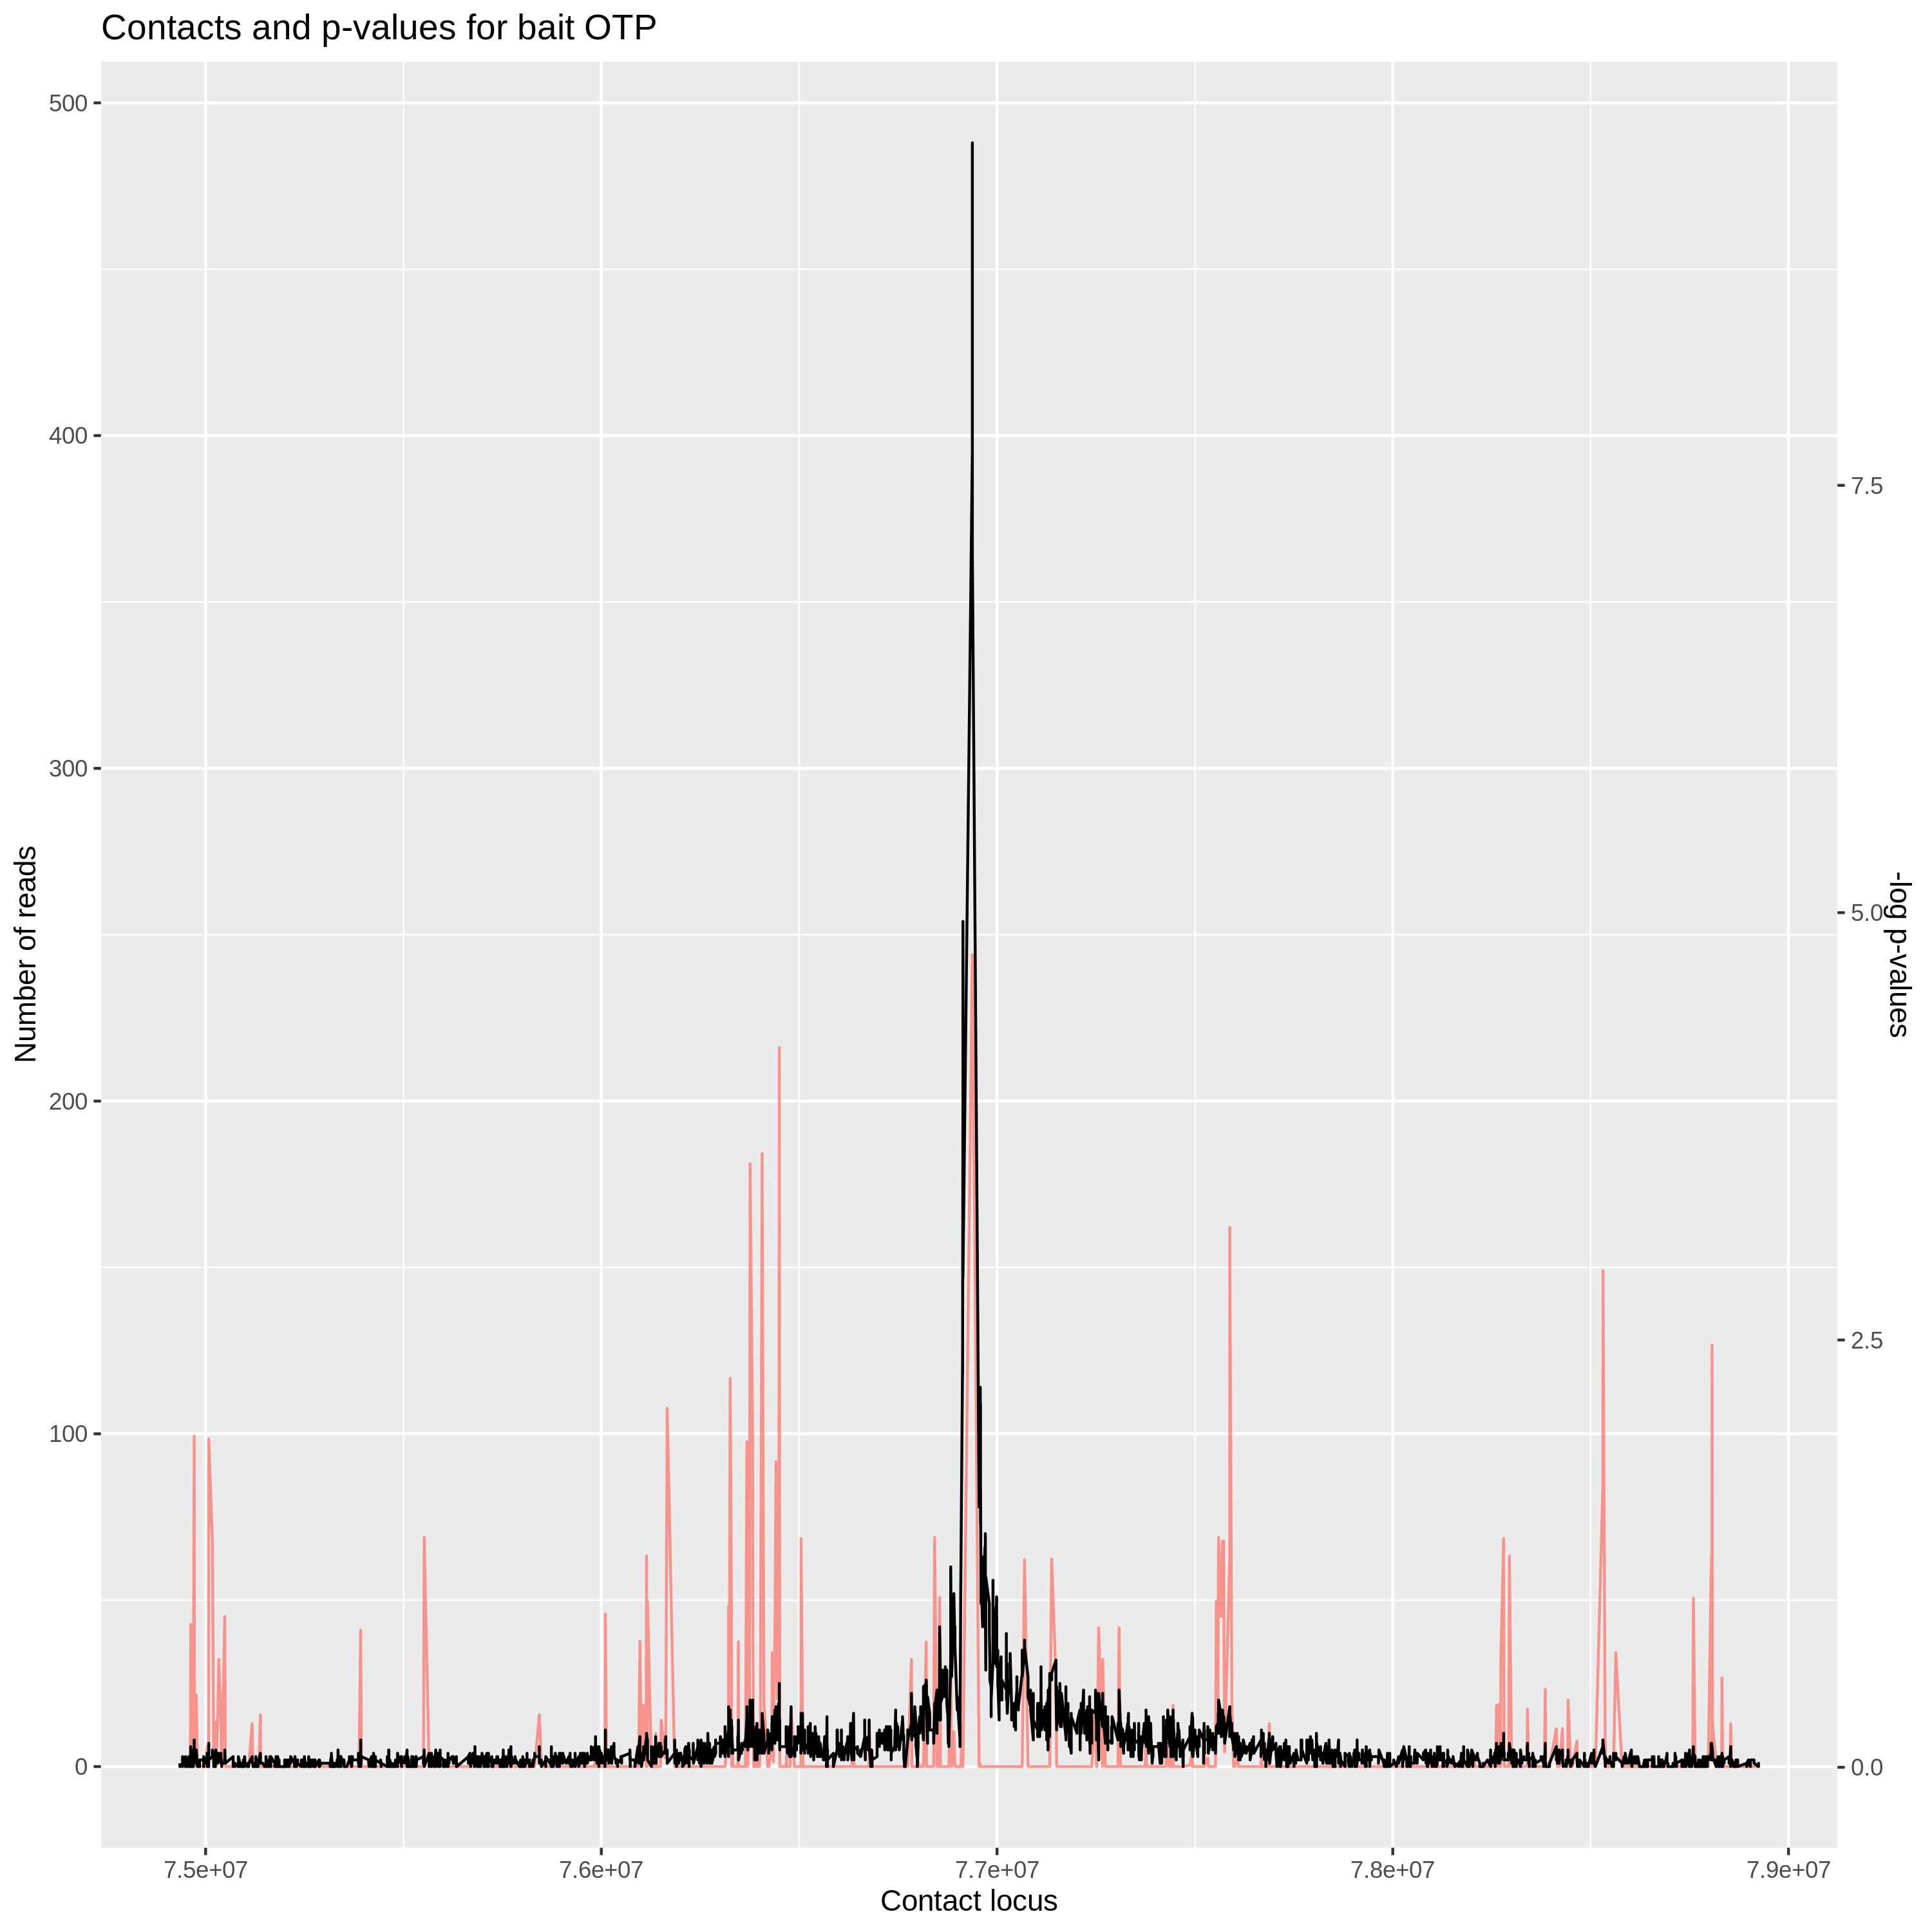 Contacts and p-values for bait OTP
500
400
300
200
100
0
Number of reads
7.5
5.0
2.5
0.0
-log p-values
7.5e+07
7.6e+07
7.7e+07
7.8e+07
7.9e+07
Contact locus